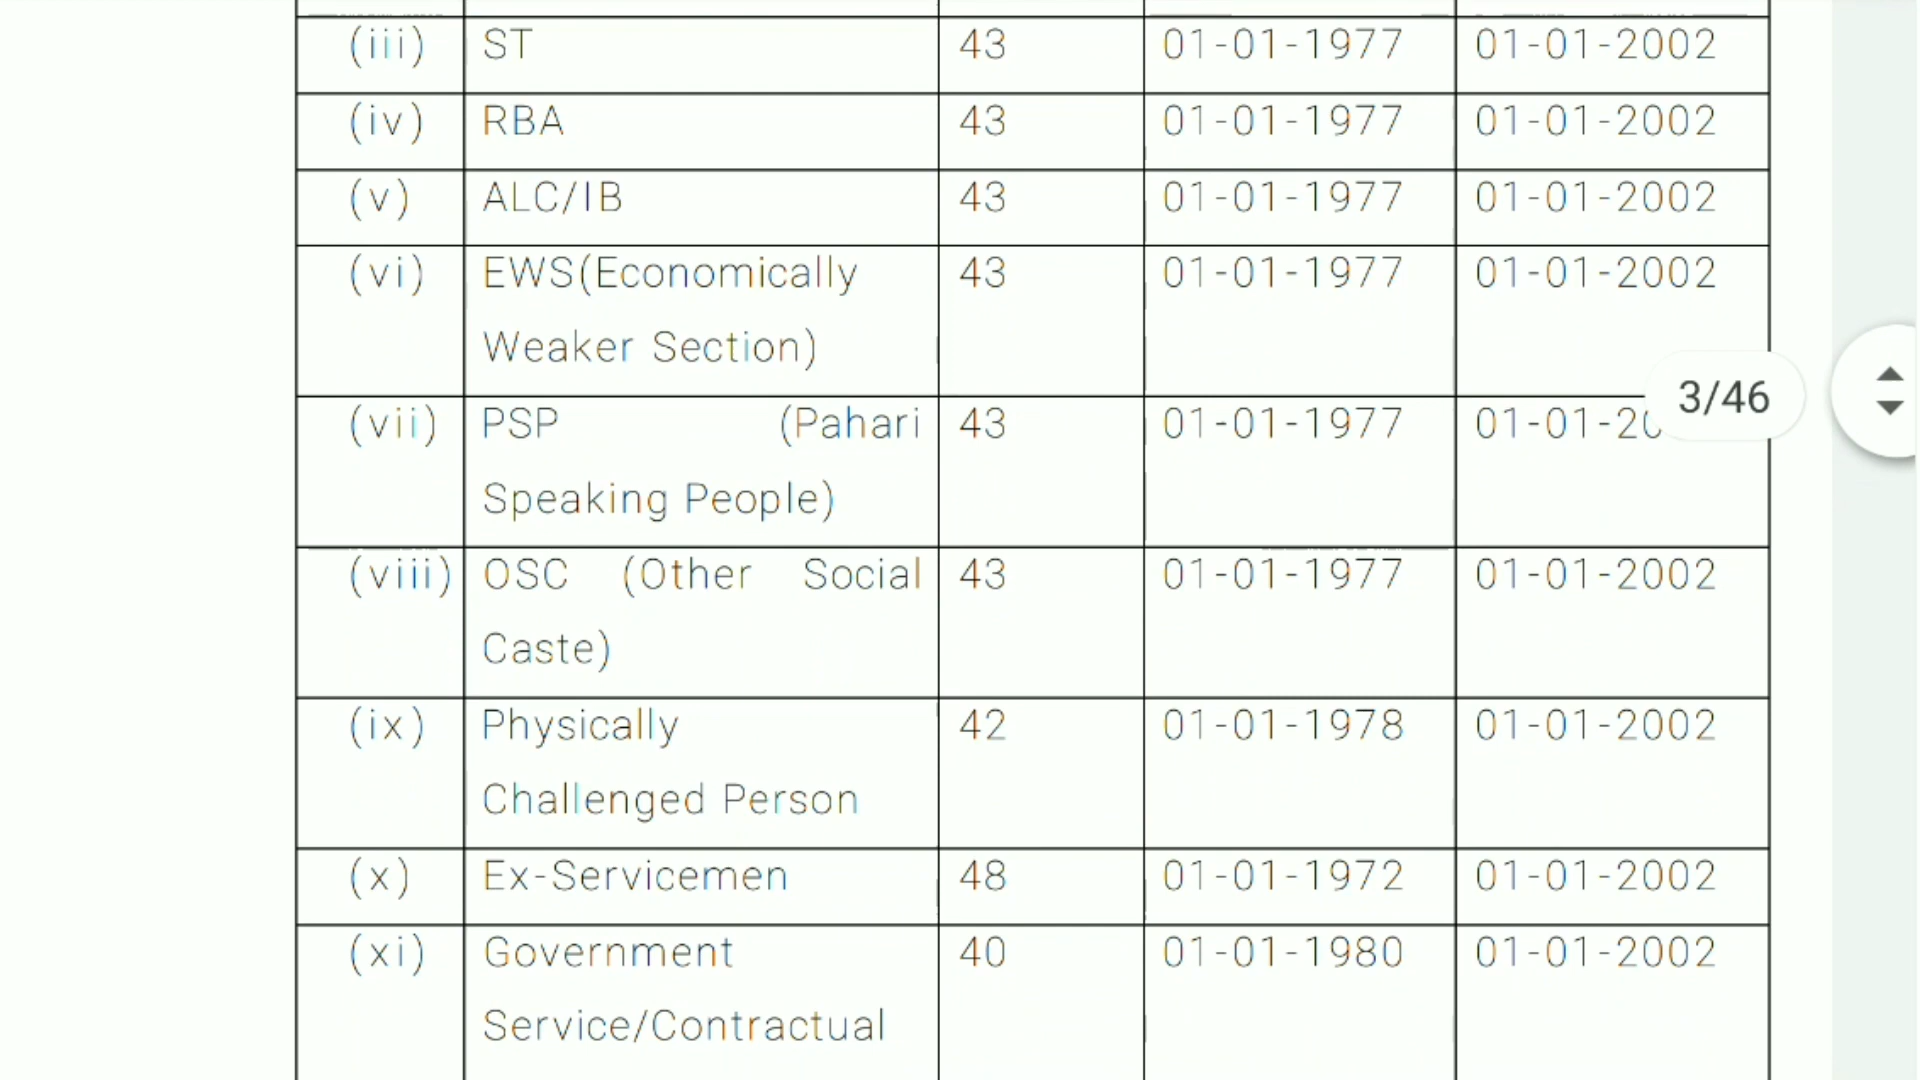 (iii) ST 43 01-01-1977 01-01-2002
(iv) RBA 43 01-01-1977 01-01-2002
(v) ALC/IB 43 01-01-1977 01-01-2002
(vi) EWS(Economically 43 01-01-1977 01-01-2002
Weaker Section)
3/46
(vii) PSP (Pahari 43 01-01-1977 01-01-20
Speaking People)
(viii) OSC (Other Social 43 01-01-1977 01-01-2002
Caste)
(ix) Physically 42 01-01-1978 01-01-2002
Challenged Person
(x) Ex-Servicemen 48 01-01-1972 01-01-2002
(xi) Government 40 01-01-1980 01-01-2002
Service/Contractual